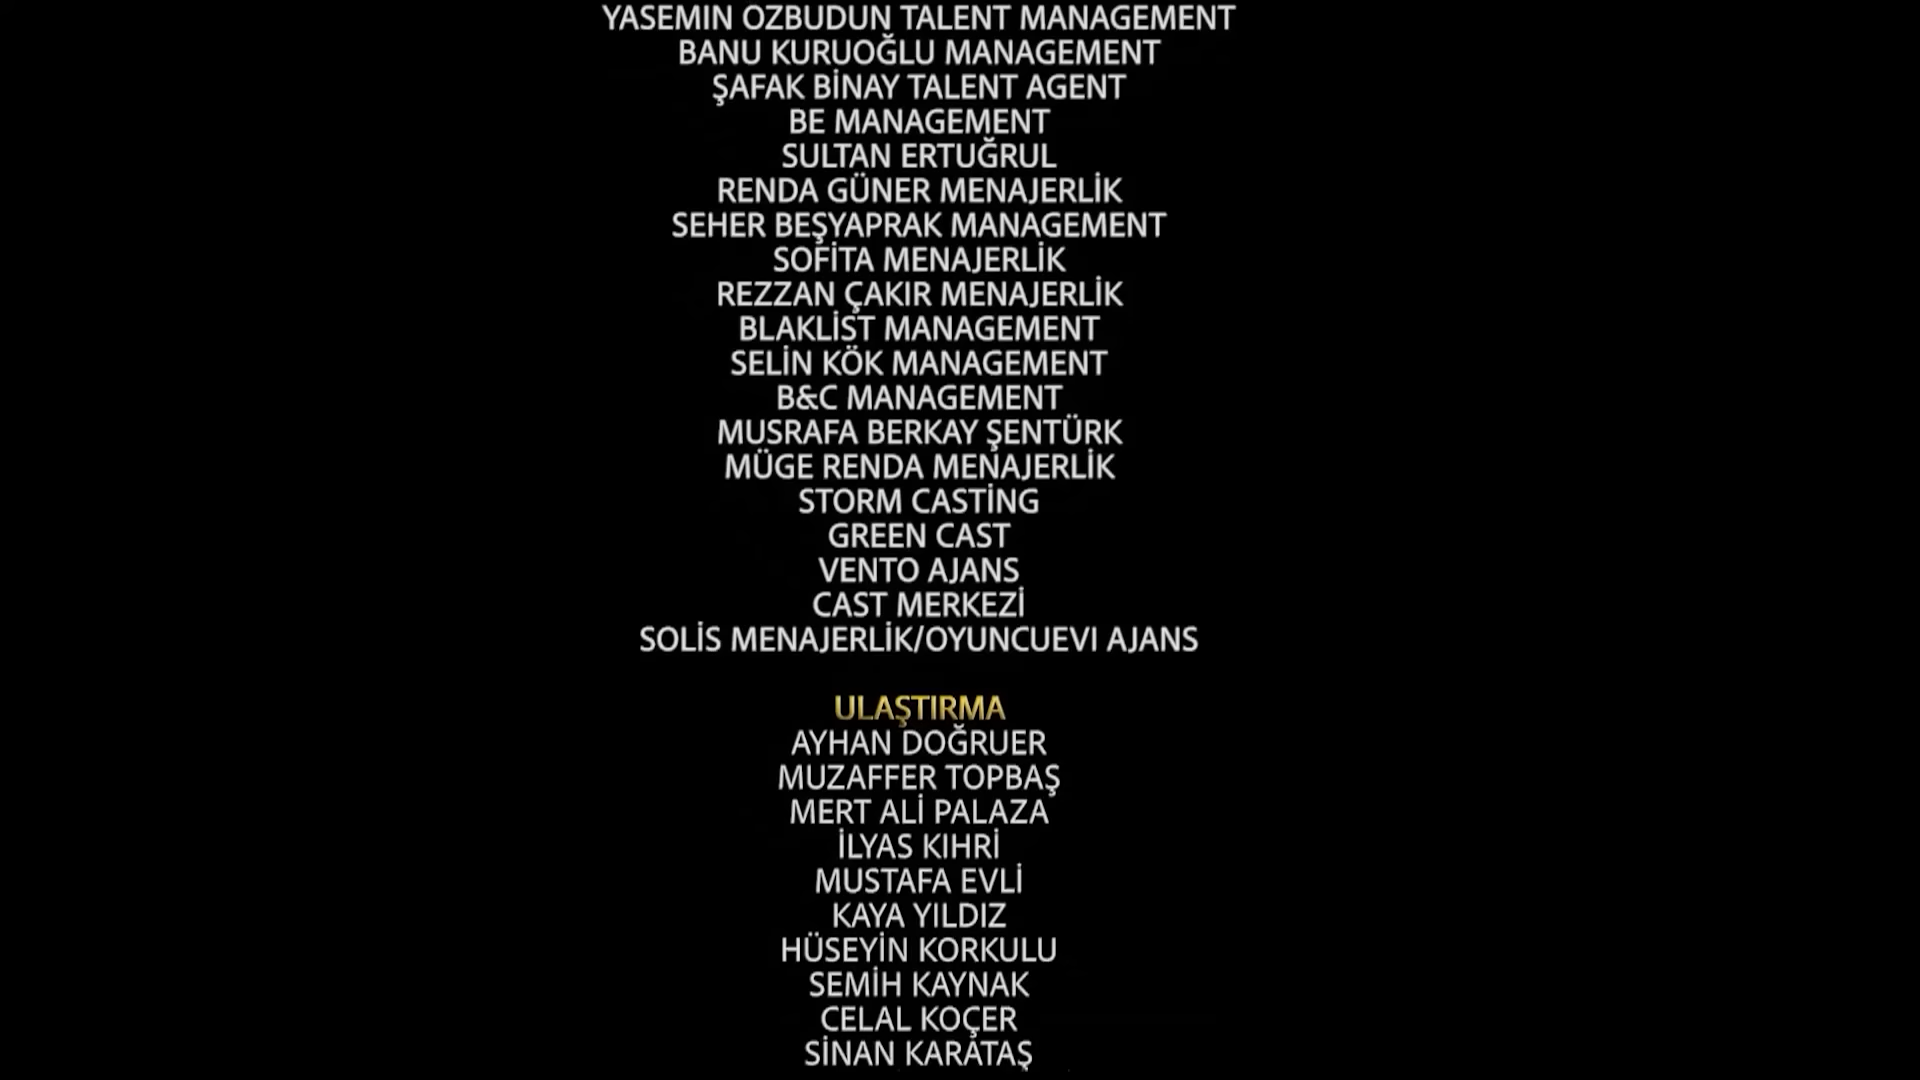 YASEMIN OZBUDUN TALENT MANAGEMENT
BANU KURUOĞLU MANAGEMENT
ŞAFAK BİNAY TALENT AGENT
BE MANAGEMENT
SULTAN ERTUĞRUL
RENDA GÜNER MENAJERLİK
SEHER BEŞYAPRAK MANAGEMENT
SOFİTA MENAJERLİK
REZZAN ÇAKIR MENAJERLİK
BLAKLİST MANAGEMENT
SELİN KÖK MANAGEMENT
B&C MANAGEMENT
MUSRAFA BERKAY ŞENTÜRK
MÜGE RENDA MENAJERLİK
STORM CASTİNG
GREEN CAST
VENTO AJANS
CAST MERKEZİ
SOLİS MENAJERLİK/OYUNCUEVI AJANS
ULAŞTIRMA
AYHAN DOĞRUER
MUZAFFER TOPBAŞ
MERT ALİ PALAZA
İLYAS KIHRİ
MUSTAFA EVLİ
KAYA YILDIZ
HÜSEYİN KORKULU
SEMİH KAYNAK
CELAL KOÇER
SİNAN KARATAŞ